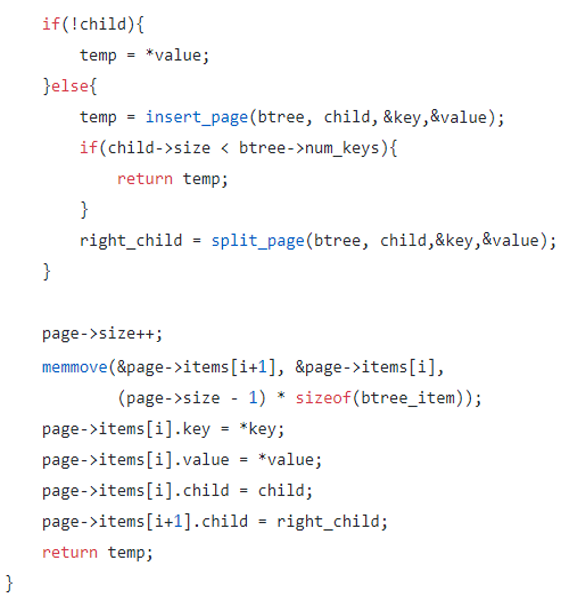 if(!child){
temp = *value;
}else{
temp = insert_page(btree, child, &key,&value);
if(child->size < btree->num_keys){
return temp;
}
right_child = split_page(btree, child,&key,&value);
}
page->size++;
memmove(&page->items[i+1], &page->items[i],
(page->size - 1) * sizeof(btree_item));
page->items[i].key = *key;
page->items[i].value = *value;
page->items[i].child = child;
page->items[i+1].child = right_child;
return temp;
}